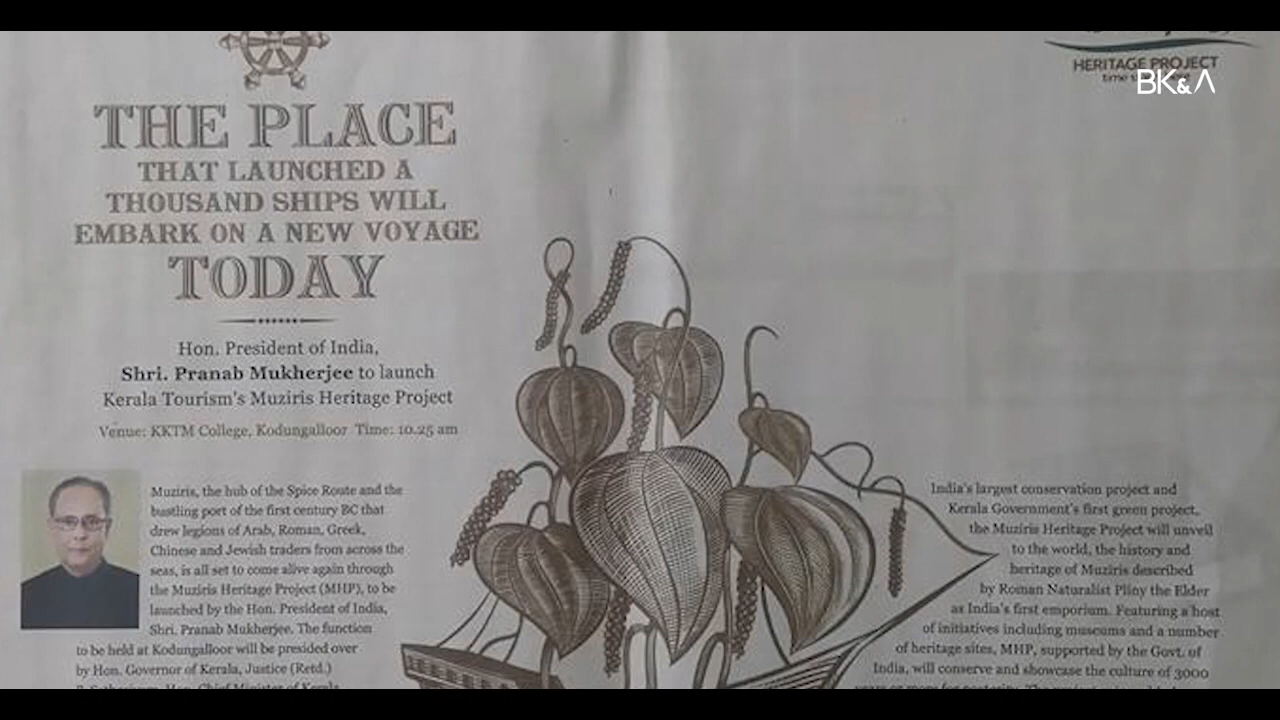 HERITAGE PROJECT
BK&A
THE PLACE
THAT LAUNCHED A
THOUSAND SHIPS WILL
EMBARK ON A NEW VOYAGE
TODAY
Hon. President of India,
Shri. Pranab Mukherjee to launch
Kerala Tourism's Muziris Heritage Project
Venue: KKTM College, Kodungalloor Time: 10.25 am
Muziris, the hub of the Spice Route and the
bustling port of the first century BC that
drew legions of Arab, Roman, Greek,
Chinese and Jewish traders from across the
seas, is all set to come alive again through
the Muziris Heritage Project (MHP), to be
launched by the Hon. President of India,
Shri. Pranab Mukherjee. The function
to be held at Kodungalloor will be presided over
by Hon. Governor of Kerala, Justice (Retd.)
Hon. Chief Minister of Kerala
India's largest conservation project and
Kerala Government's first green project,
the Muziris Heritage Project will unveil
to the world, the history and
heritage of Muziris described
by Roman Naturalist Pliny the Elder
as India's first emporium. Featuring a host
of initiatives including museums and a number
of heritage sites, MHP, supported by the Govt. of
India, will conserve and showcase the culture of 3000